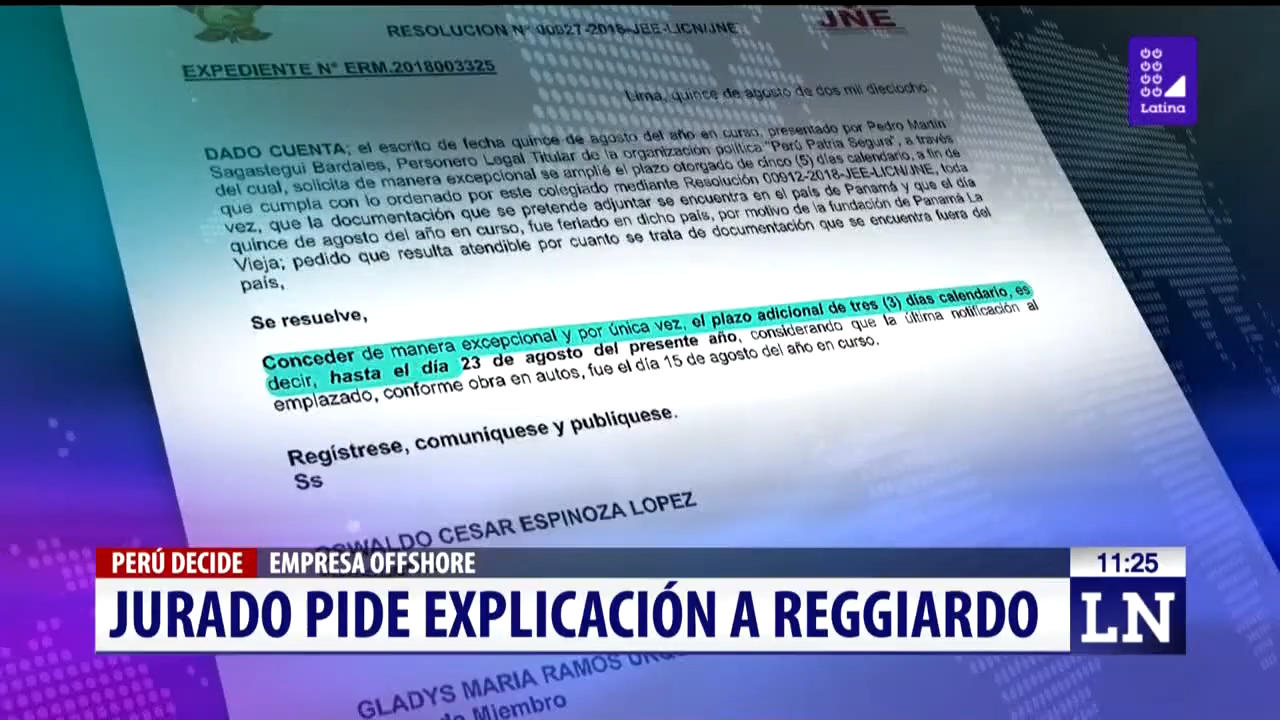 JNE
RESOLUCION N° 00927-2018-JEE-LICN/JNE
EXPEDIENTE N° ERM.2018003325
Lima, quince de agosto de dos mil dieciocho
DADO CUENTA; el escrito de fecha quince de agosto del año en curso, presentado por Pedro Martin
Sagastegui Bardales, Personero Legal Titular de la organización política "Perú Patria Segura", a través
del cual, solicita de manera excepcional se amplié el plazo otorgado de cinco (5) días calendario, a fin de
que cumpla con lo ordenado por este colegiado mediante Resolución 00912-2018-JEE-LICN/JNE, toda
vez, que la documentación que se pretende adjuntar se encuentra en el país de Panamá y que el día
quince de agosto del año en curso, fue feriado en dicho país, por motivo de la fundación de Panamá La
Vieja; pedido que resulta atendible por cuanto se trata de documentación que se encuentra fuera del
país,
Se resuelve,
Conceder de manera excepcional y por única vez, el plazo adicional de tres (3) días calendario, es
decir, hasta el día 23 de agosto del presente año, considerando que la última notificación al
emplazado, conforme obra en autos, fue el día 15 de agosto del año en curso.
Regístrese, comuníquese y publíquese.
Ss
OSWALDO CESAR ESPINOZA LOPEZ
GLADYS MARIA RAMOS
Miembro
Latina
PERÚ DECIDE EMPRESA OFFSHORE
11:25
JURADO PIDE EXPLICACIÓN A REGGIARDO
LN